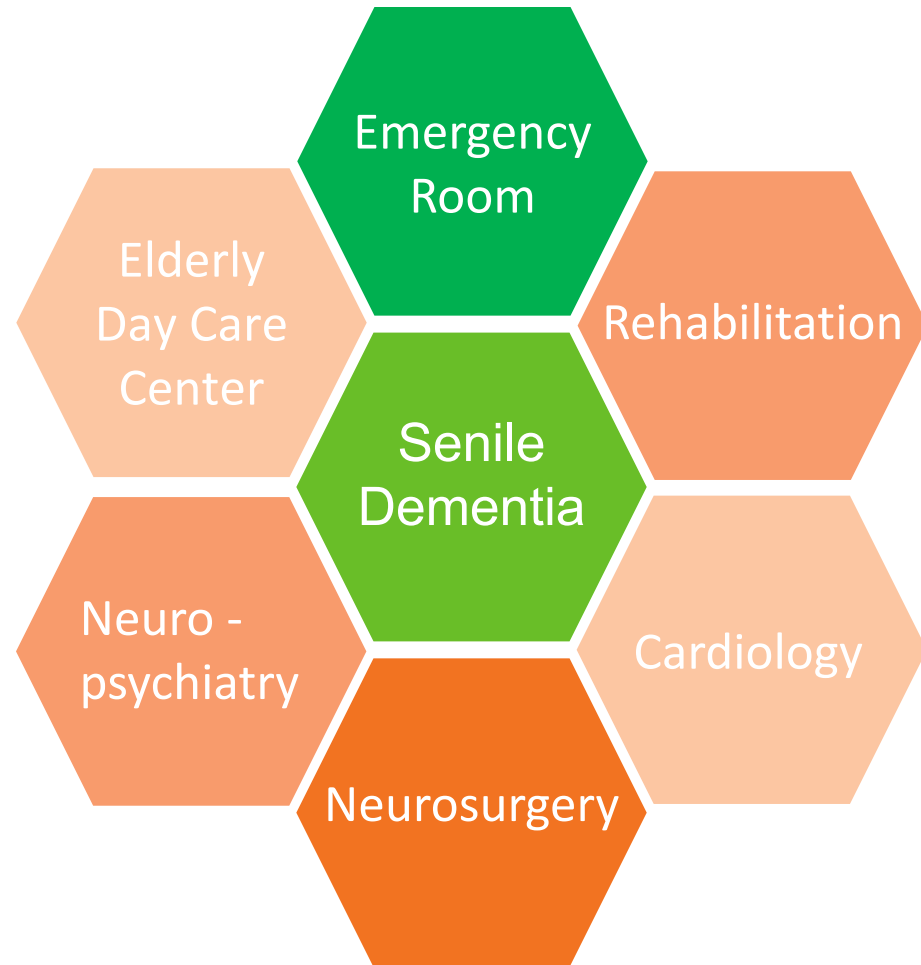 Emergency
Room
Elderly
Day Care
Center
Rehabilitation
Senile
Dementia
Neuro -
psychiatry
Cardiology
Neurosurgery